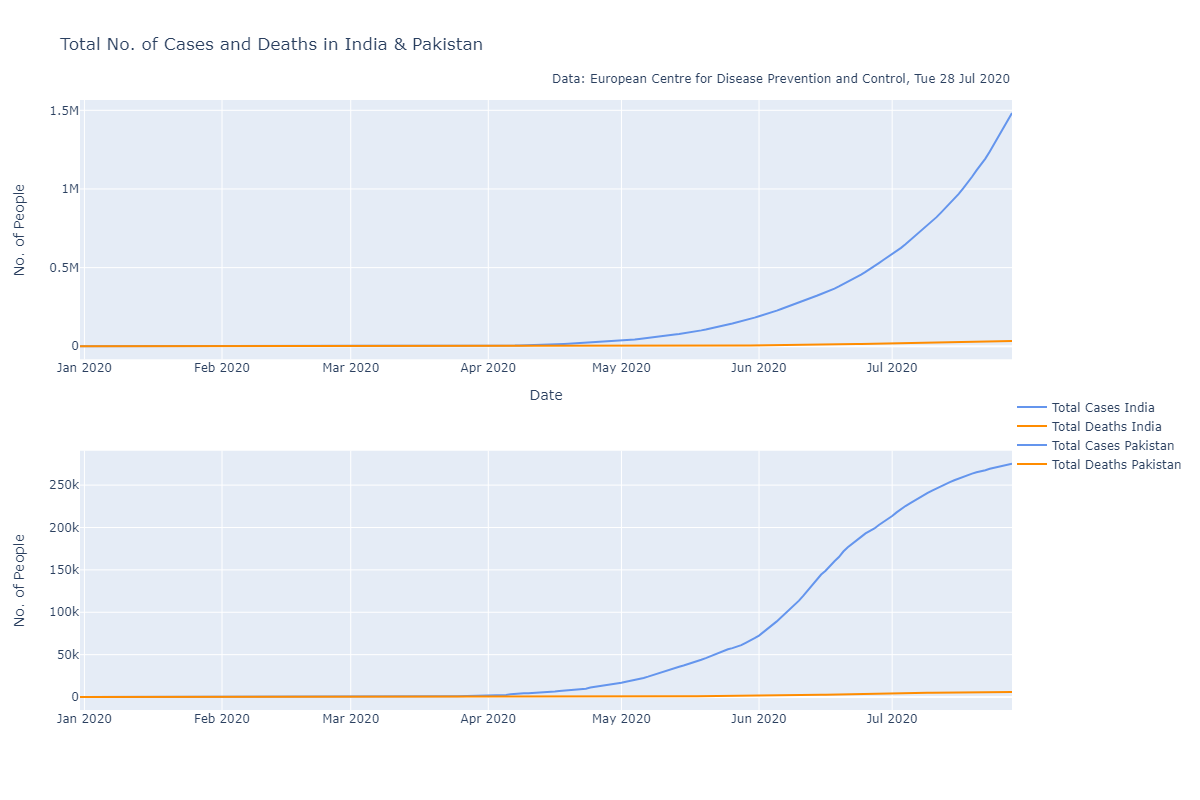 Total No. of Cases and Deaths in India & Pakistan
Data: European Centre for Disease Prevention and Control, Tue 28 Jul 2020
No. of People
1.5M
1M
0.5M
0
Jan 2020 Feb 2020 Mar 2020 Apr 2020 May 2020 Jun 2020 Jul 2020
Date
Total Cases India
Total Deaths India
Total Cases Pakistan
Total Deaths Pakistan
No. of People
250k
200k
150k
100k
50k
0
Jan 2020 Feb 2020 Mar 2020 Apr 2020 May 2020 Jun 2020 Jul 2020